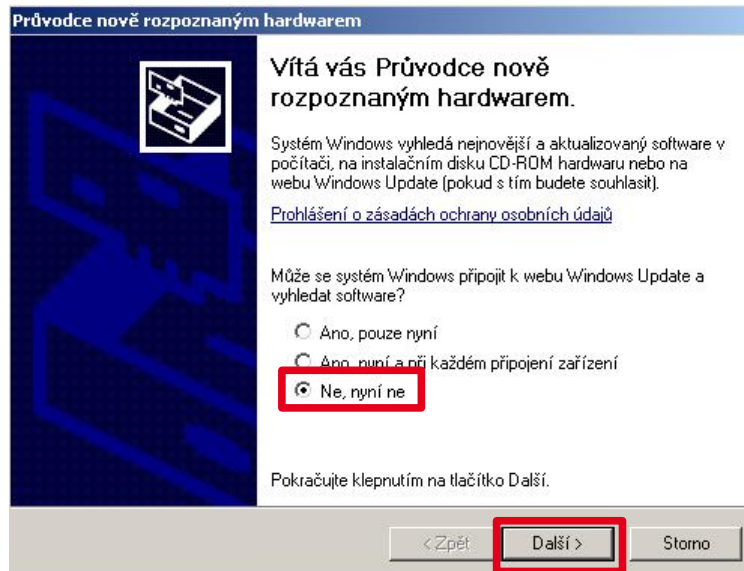 Průvodce nově rozpoznaným hardwarem
Vítá vás Průvodce nově
rozpoznaným hardwarem.
Systém Windows vyhledá nejnovější a aktualizovaný software v
počítači, na instalačním disku CD-ROM hardwaru nebo na
webu Windows Update (pokud s tím budete souhlasit).
Prohlášení o zásadách ochrany osobních údajů
Může se systém Windows připojit k webu Windows Update a
vyhledat software?
Ano, pouze nyní
Ano, nyní a při každém připojení zařízení
Ne, nyní ne
Pokračujte klepnutím na tlačítko Další.
< Zpět
Další >
Storno